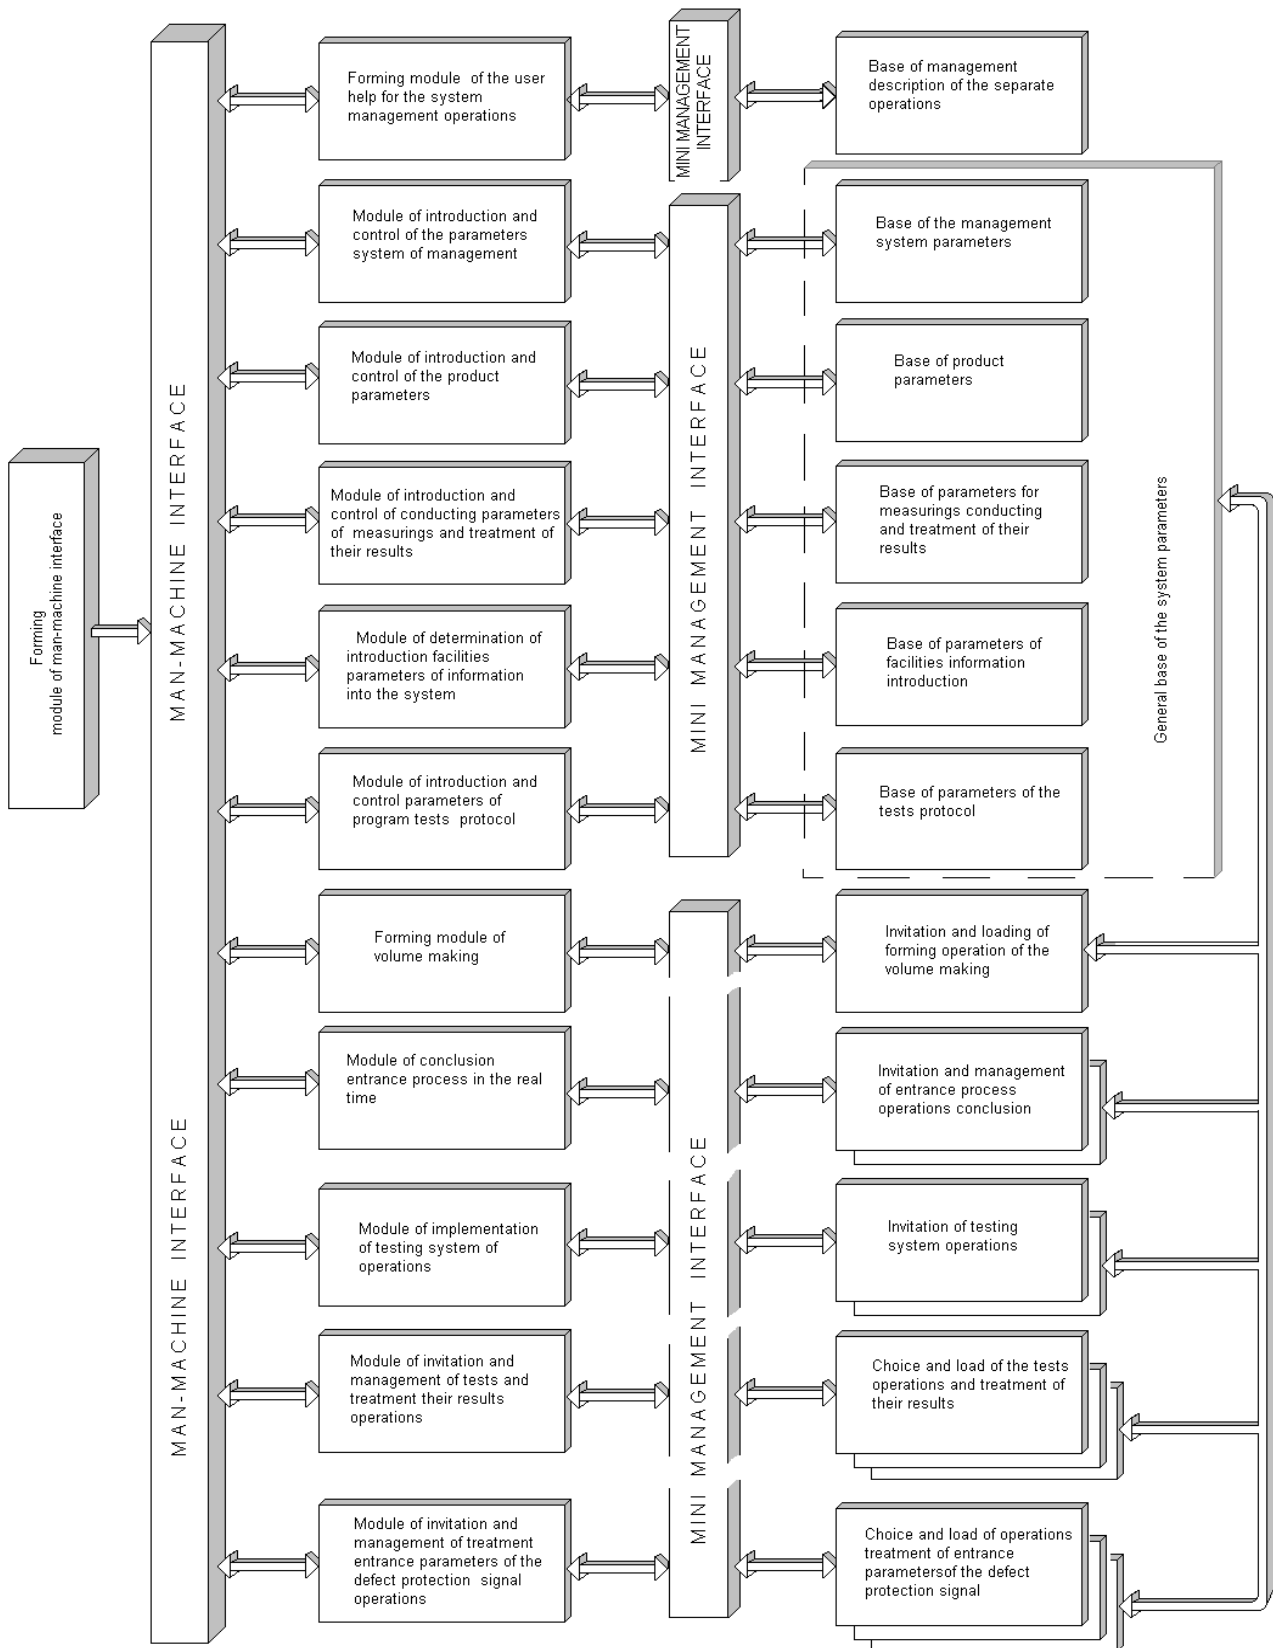 Forming
module of man-machine interface
MAN-MACHINE INTERFACE
MAN-MACHINE INTERFACE
Forming module of the user
help for the system
management operations
MINI MANAGEMENT
INTERFACE
Base of management
description of the separate
operations
Module of introduction and
control of the parameters
system of management
Base of the management
system parameters
Module of introduction and
control of the product
parameters
Base of product
parameters
MINI MANAGEMENT INTERFACE
Module of introduction and
control of conducting parameters
of measurings and treatment of
their results
Base of parameters for
measurings conducting
and treatment of their
results
General base of the system parameters
Module of determination of
introduction facilities
parameters of information
into the system
Base of parameters of
facilities information
introduction
Module of introduction and
control parameters of
program tests protocol
Base of parameters of the
tests protocol
Forming module of
volume making
Invitation and loading of
forming operation of the
volume making
Module of conclusion
entrance process in the real
time
Invitation and management
of entrance process
operations conclusion
MINI MANAGEMENT INTERFACE
Module of implementation
of testing system of
operations
Invitation of testing
system operations
Module of invitation and
management of tests and
treatment their results
operations
Choice and load of the tests
operations and treatment of
their results
Module of invitation and
management of treatment
entrance parameters of the
defect protection signal
operations
Choice and load of operations
treatment of entrance
parametersof the defect
protection signal